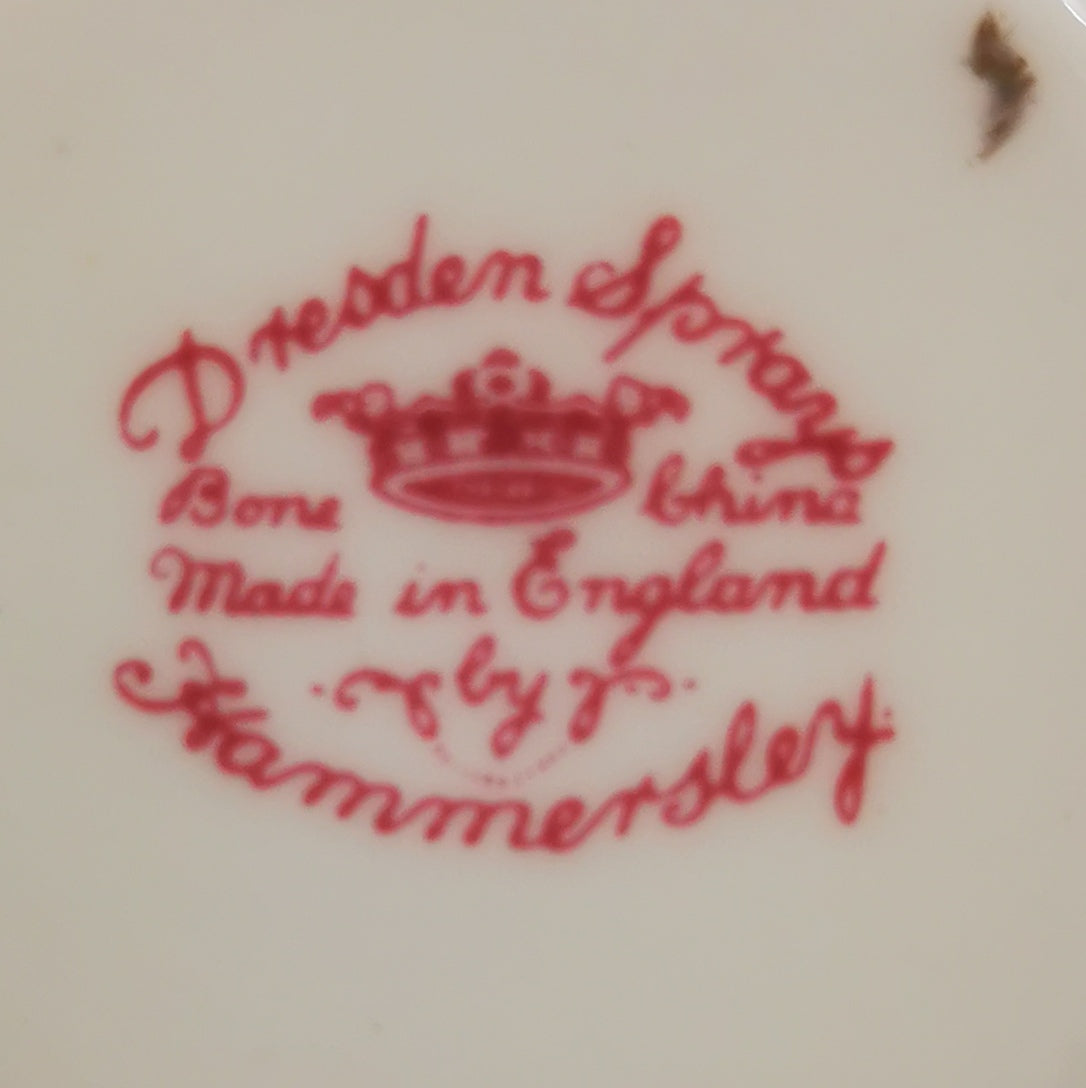 Dresden Sprays
Bone China
Made in England
by
Hammersley